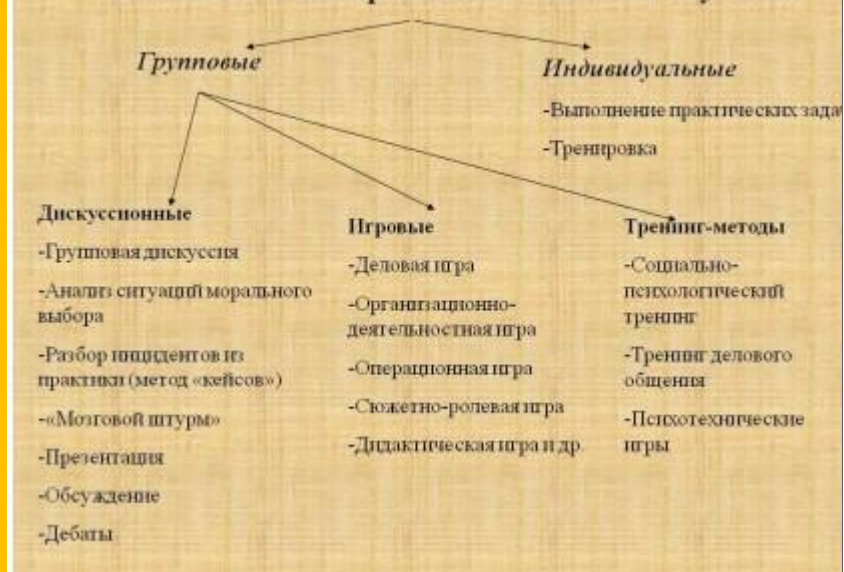 Групповые
Индивидуальные
-Выполнение практических задач
-Тренировка
Дискуссионные
-Групповая дискуссия
-Анализ ситуаций морального
выбора
-Разбор инцидентов из
практики (метод «кейсов»)
-«Мозговой штурм»
-Презентация
-Обсуждение
-Дебаты
Игровые
-Деловая игра
-Организационно-
деятельностная игра
-Операционная игра
-Сюжетно-ролевая игра
-Дидактическая игра и др.
Тренинг-методы
-Социально-
психологический
тренинг
-Тренинг делового
общения
-Психотехнические
игры